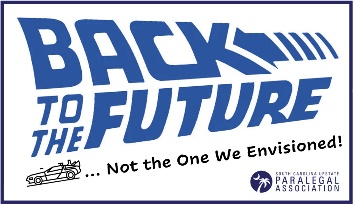 BACK
TO
THE FUTURE
... Not the One We Envisioned!
SOUTH CAROLINA UPSTATE
PARALEGAL
ASSOCIATION